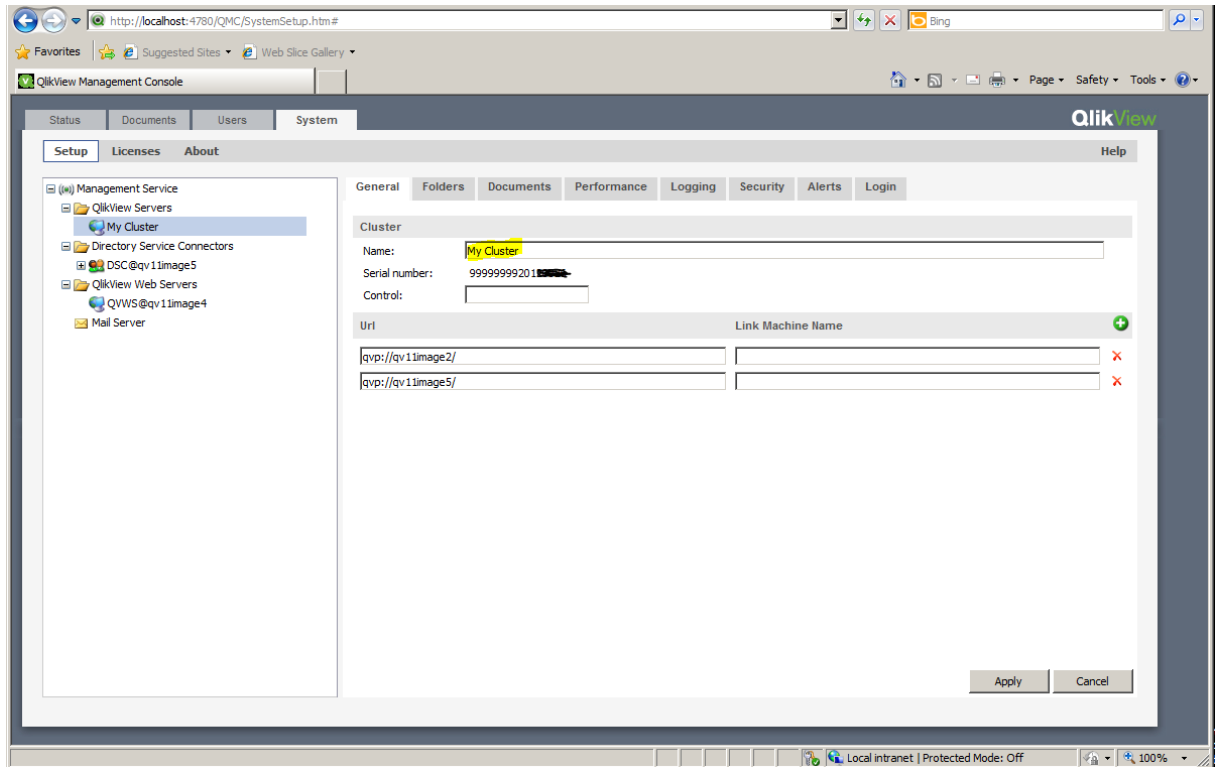 http://localhost:4780/QMC/SystemSetup.htm#
Bing
Favorites Suggested Sites Web Slice Gallery
QlikView Management Console
Page Safety Tools
Status Documents Users System
QlikView
Setup Licenses About Help
Management Service
QlikView Servers
My Cluster
Directory Service Connectors
DSC@qv11image5
QlikView Web Servers
QVWS@qv11image4
Mail Server
General Folders Documents Performance Logging Security Alerts Login
Cluster
Name: My Cluster
Serial number: 9999999920
Control:
Url Link Machine Name
qvp://qv11image2/
qvp://qv11image5/
Apply Cancel
Local intranet | Protected Mode: Off 100%